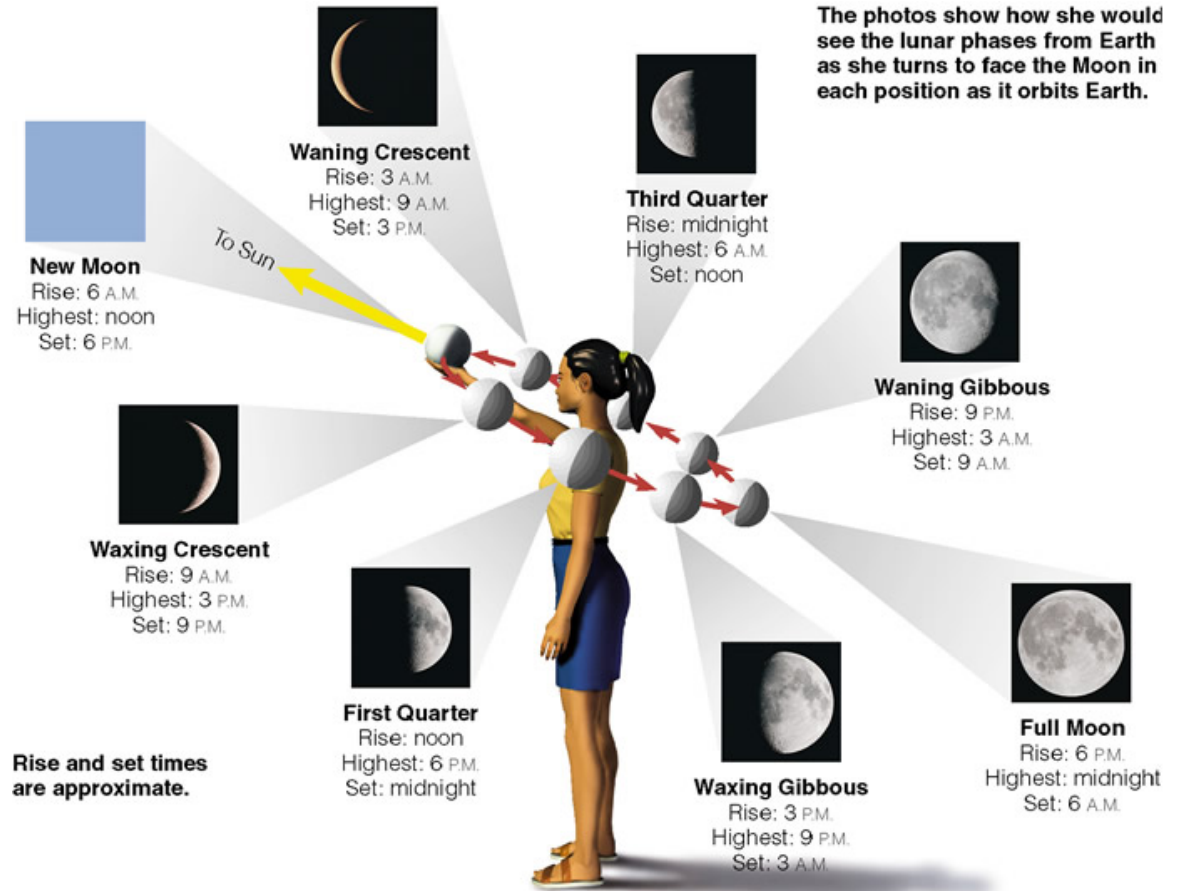 The photos show how she would
see the lunar phases from Earth
as she turns to face the Moon in
each position as it orbits Earth.
Waning Crescent
Rise: 3 A.M.
Highest: 9 A.M.
Set: 3 P.M.
Third Quarter
Rise: midnight
Highest: 6 A.M.
Set: noon
To Sun
New Moon
Rise: 6 A.M.
Highest: noon
Set: 6 P.M.
Waning Gibbous
Rise: 9 P.M.
Highest: 3 A.M.
Set: 9 A.M.
Waxing Crescent
Rise: 9 A.M.
Highest: 3 P.M.
Set: 9 P.M.
First Quarter
Rise: noon
Highest: 6 P.M.
Set: midnight
Waxing Gibbous
Rise: 3 P.M.
Highest: 9 P.M.
Set: 3 A.M.
Full Moon
Rise: 6 P.M.
Highest: midnight
Set: 6 A.M.
Rise and set times
are approximate.